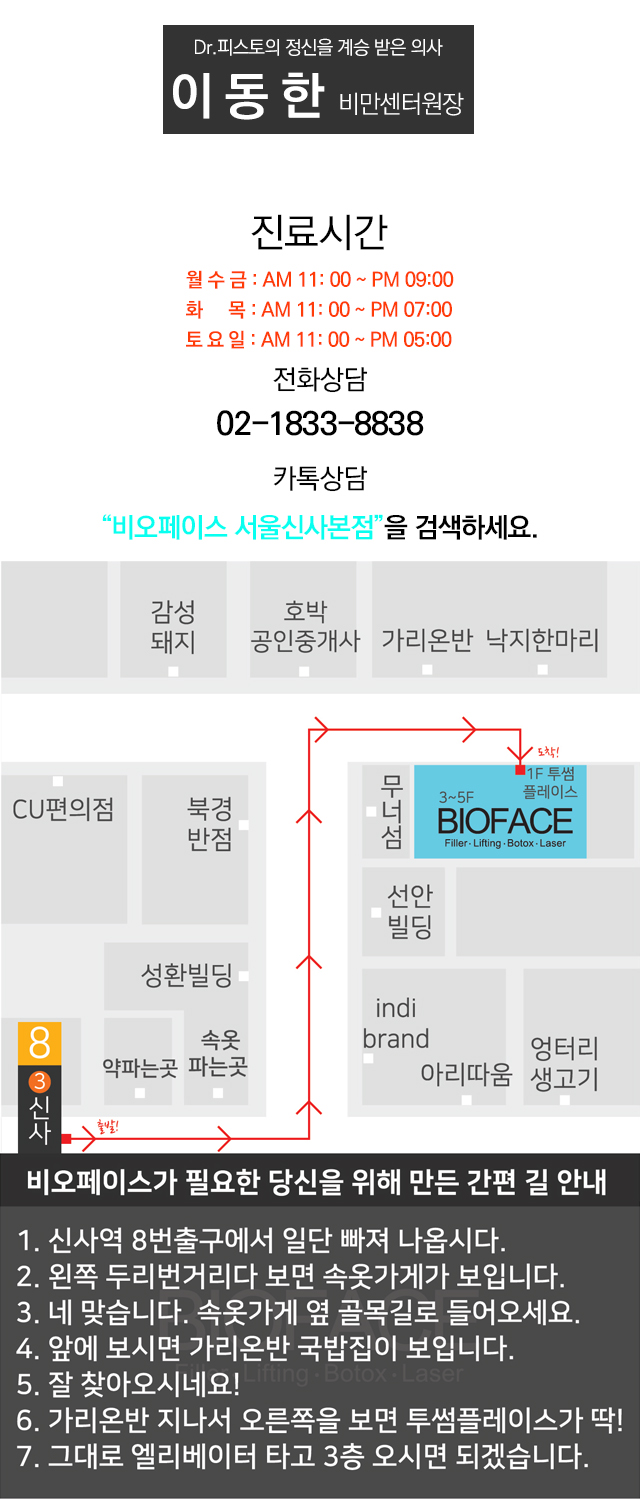 Dr.피스토의 정신을 계승 받은 의사
이동한 비만센터원장
진료시간
월 수 금 : AM 11: 00 ~ PM 09:00
화 목 : AM 11: 00 ~ PM 07:00
토 요 일 : AM 11: 00 ~ PM 05:00
전화상담
02-1833-8838
카톡상담
“비오페이스 서울신사본점”을 검색하세요.
감성
돼지
호박
공인중개사
가리온반
낙지한마리
도착!
CU편의점
북경
반점
무너섬
1F 투썸
플레이스
3~5F
BIOFACE
Filler · Lifting · Botox · Laser
선안
빌딩
성환빌딩
indi
brand
아리따움
엉터리
생고기
8
3
신사
약파는곳
속옷
파는곳
출발!
비오페이스가 필요한 당신을 위해 만든 간편 길 안내
1. 신사역 8번출구에서 일단 빠져 나옵시다.
2. 왼쪽 두리번거리다 보면 속옷가게가 보입니다.
3. 네 맞습니다. 속옷가게 옆 골목길로 들어오세요.
4. 앞에 보시면 가리온반 국밥집이 보입니다.
5. 잘 찾아오시네요!
6. 가리온반 지나서 오른쪽을 보면 투썸플레이스가 딱!
7. 그대로 엘리베이터 타고 3층 오시면 되겠습니다.
BIOFACE
Filler · Lifting · Botox · Laser